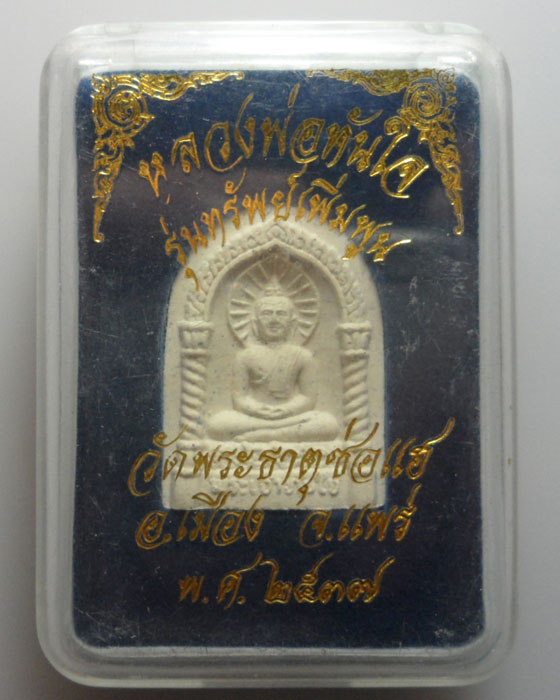 หลวงพ่อทันใจ
รุ่นทรัพย์เพิ่มพูน
วัดพระธาตุช่อแฮ
อ.เมือง จ.แพร่
พ.ศ. ๒๕๓๗